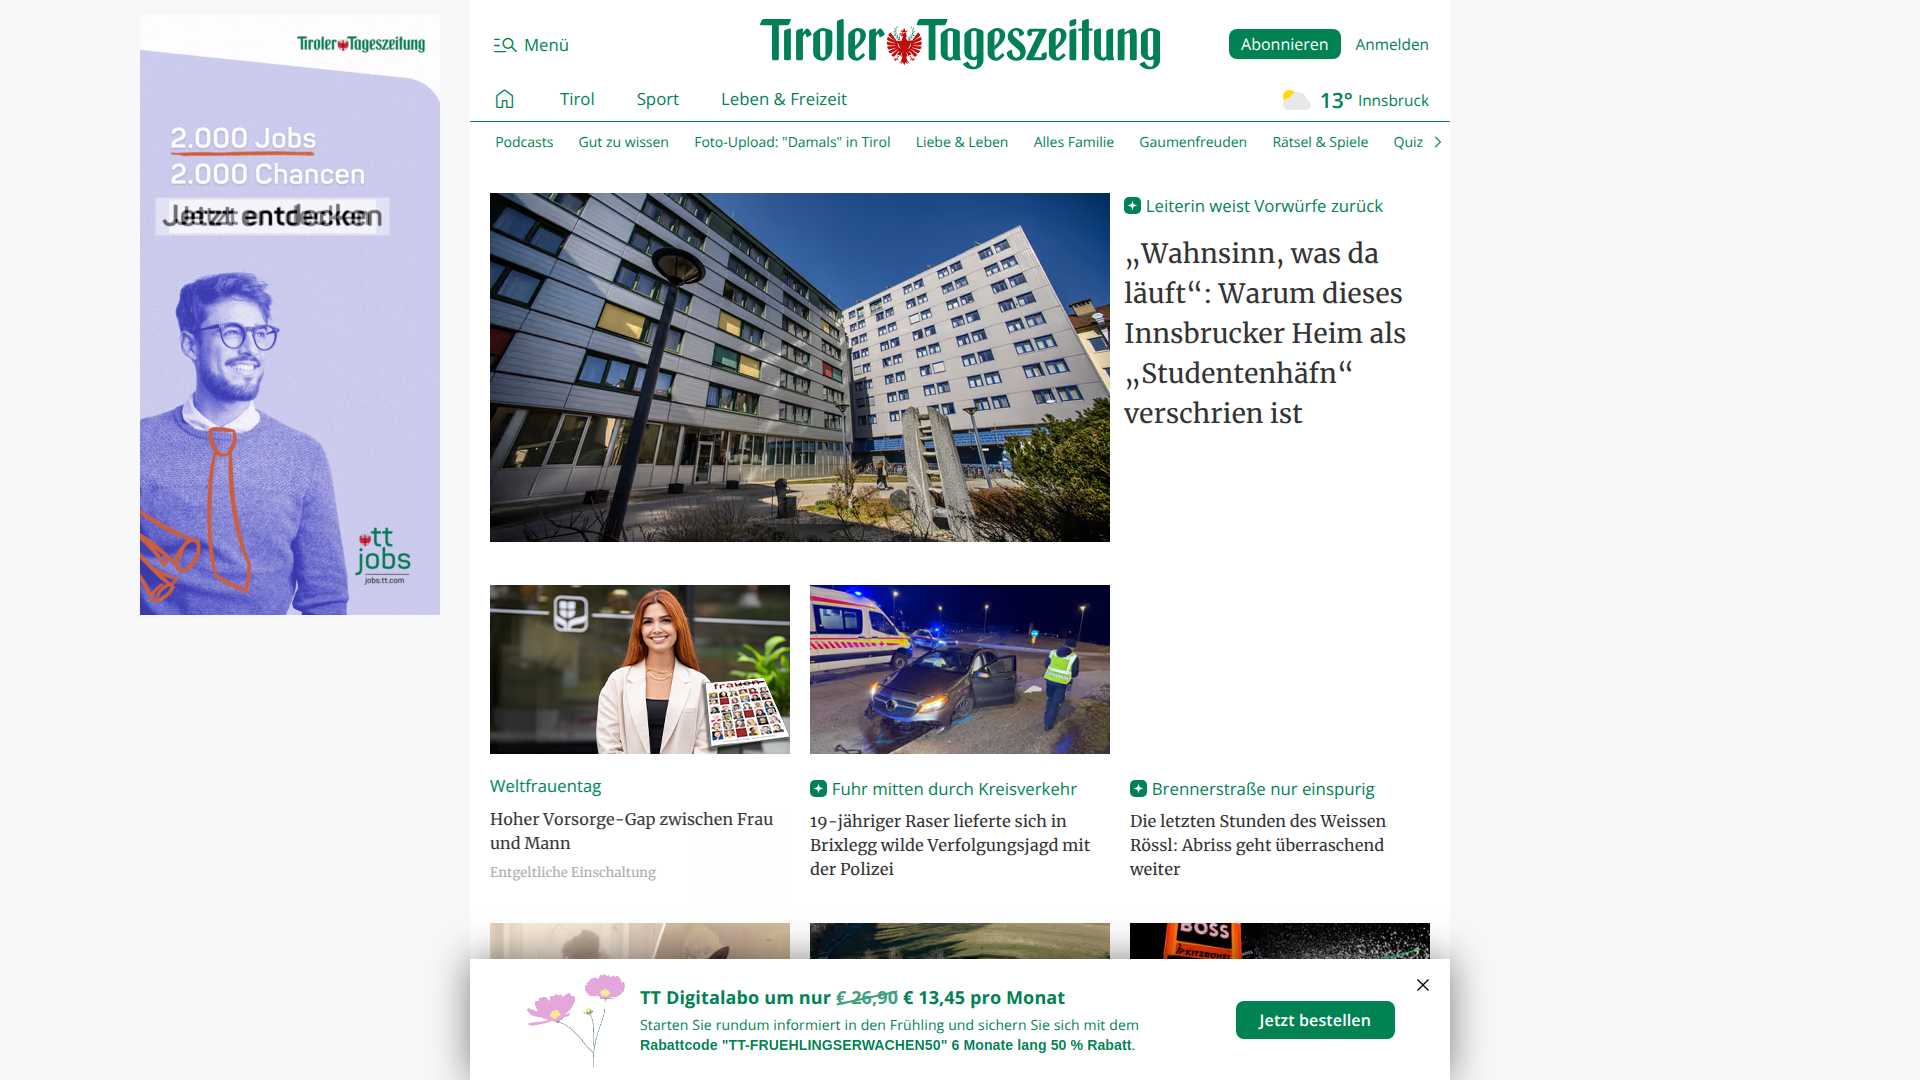 Tiroler Tageszeitung
2.000 Jobs
2.000 Chancen
entdecken
tt
jobs
jobs.tt.com
Menü
Tiroler Tageszeitung
Abonnieren
Anmelden
Tirol
Sport
Leben & Freizeit
13° Innsbruck
Podcasts
Gut zu wissen
Foto-Upload: "Damals" in Tirol
Liebe & Leben
Alles Familie
Gaumenfreuden
Rätsel & Spiele
Quiz
Leiterin weist Vorwürfe zurück
„Wahnsinn, was da
läuft“: Warum dieses
Innsbrucker Heim als
„Studentenhäfn“
verschrien ist
frauen
Weltfrauentag
Hoher Vorsorge-Gap zwischen Frau
und Mann
Entgeltliche Einschaltung
Fuhr mitten durch Kreisverkehr
19-jähriger Raser lieferte sich in
Brixlegg wilde Verfolgungsjagd mit
der Polizei
Brennerstraße nur einspurig
Die letzten Stunden des Weissen
Rössl: Abriss geht überraschend
weiter
BOSS
TT Digitalabo um nur € 26,90 € 13,45 pro Monat
Starten Sie rundum informiert in den Frühling und sichern Sie sich mit dem
Rabattcode "TT-FRUEHLINGSERWACHEN50" 6 Monate lang 50 % Rabatt.
Jetzt bestellen